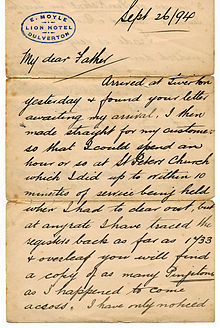 E. MOYLE
LION HOTEL
DULVERTON
Sept 26/94
My dear Father
Arrived at Tiverton
yesterday & found your letter
awaiting my arrival, I then
made straight for my customer
so that I could spend an
hour or so at St Peters Church
which I did up to within 10
minutes of service being held
when I had to clear out, but
at any rate I have traced the
registers back as far as 1733
& overleaf you will find
a copy of as many
as I happened to come
across. I have only noticed